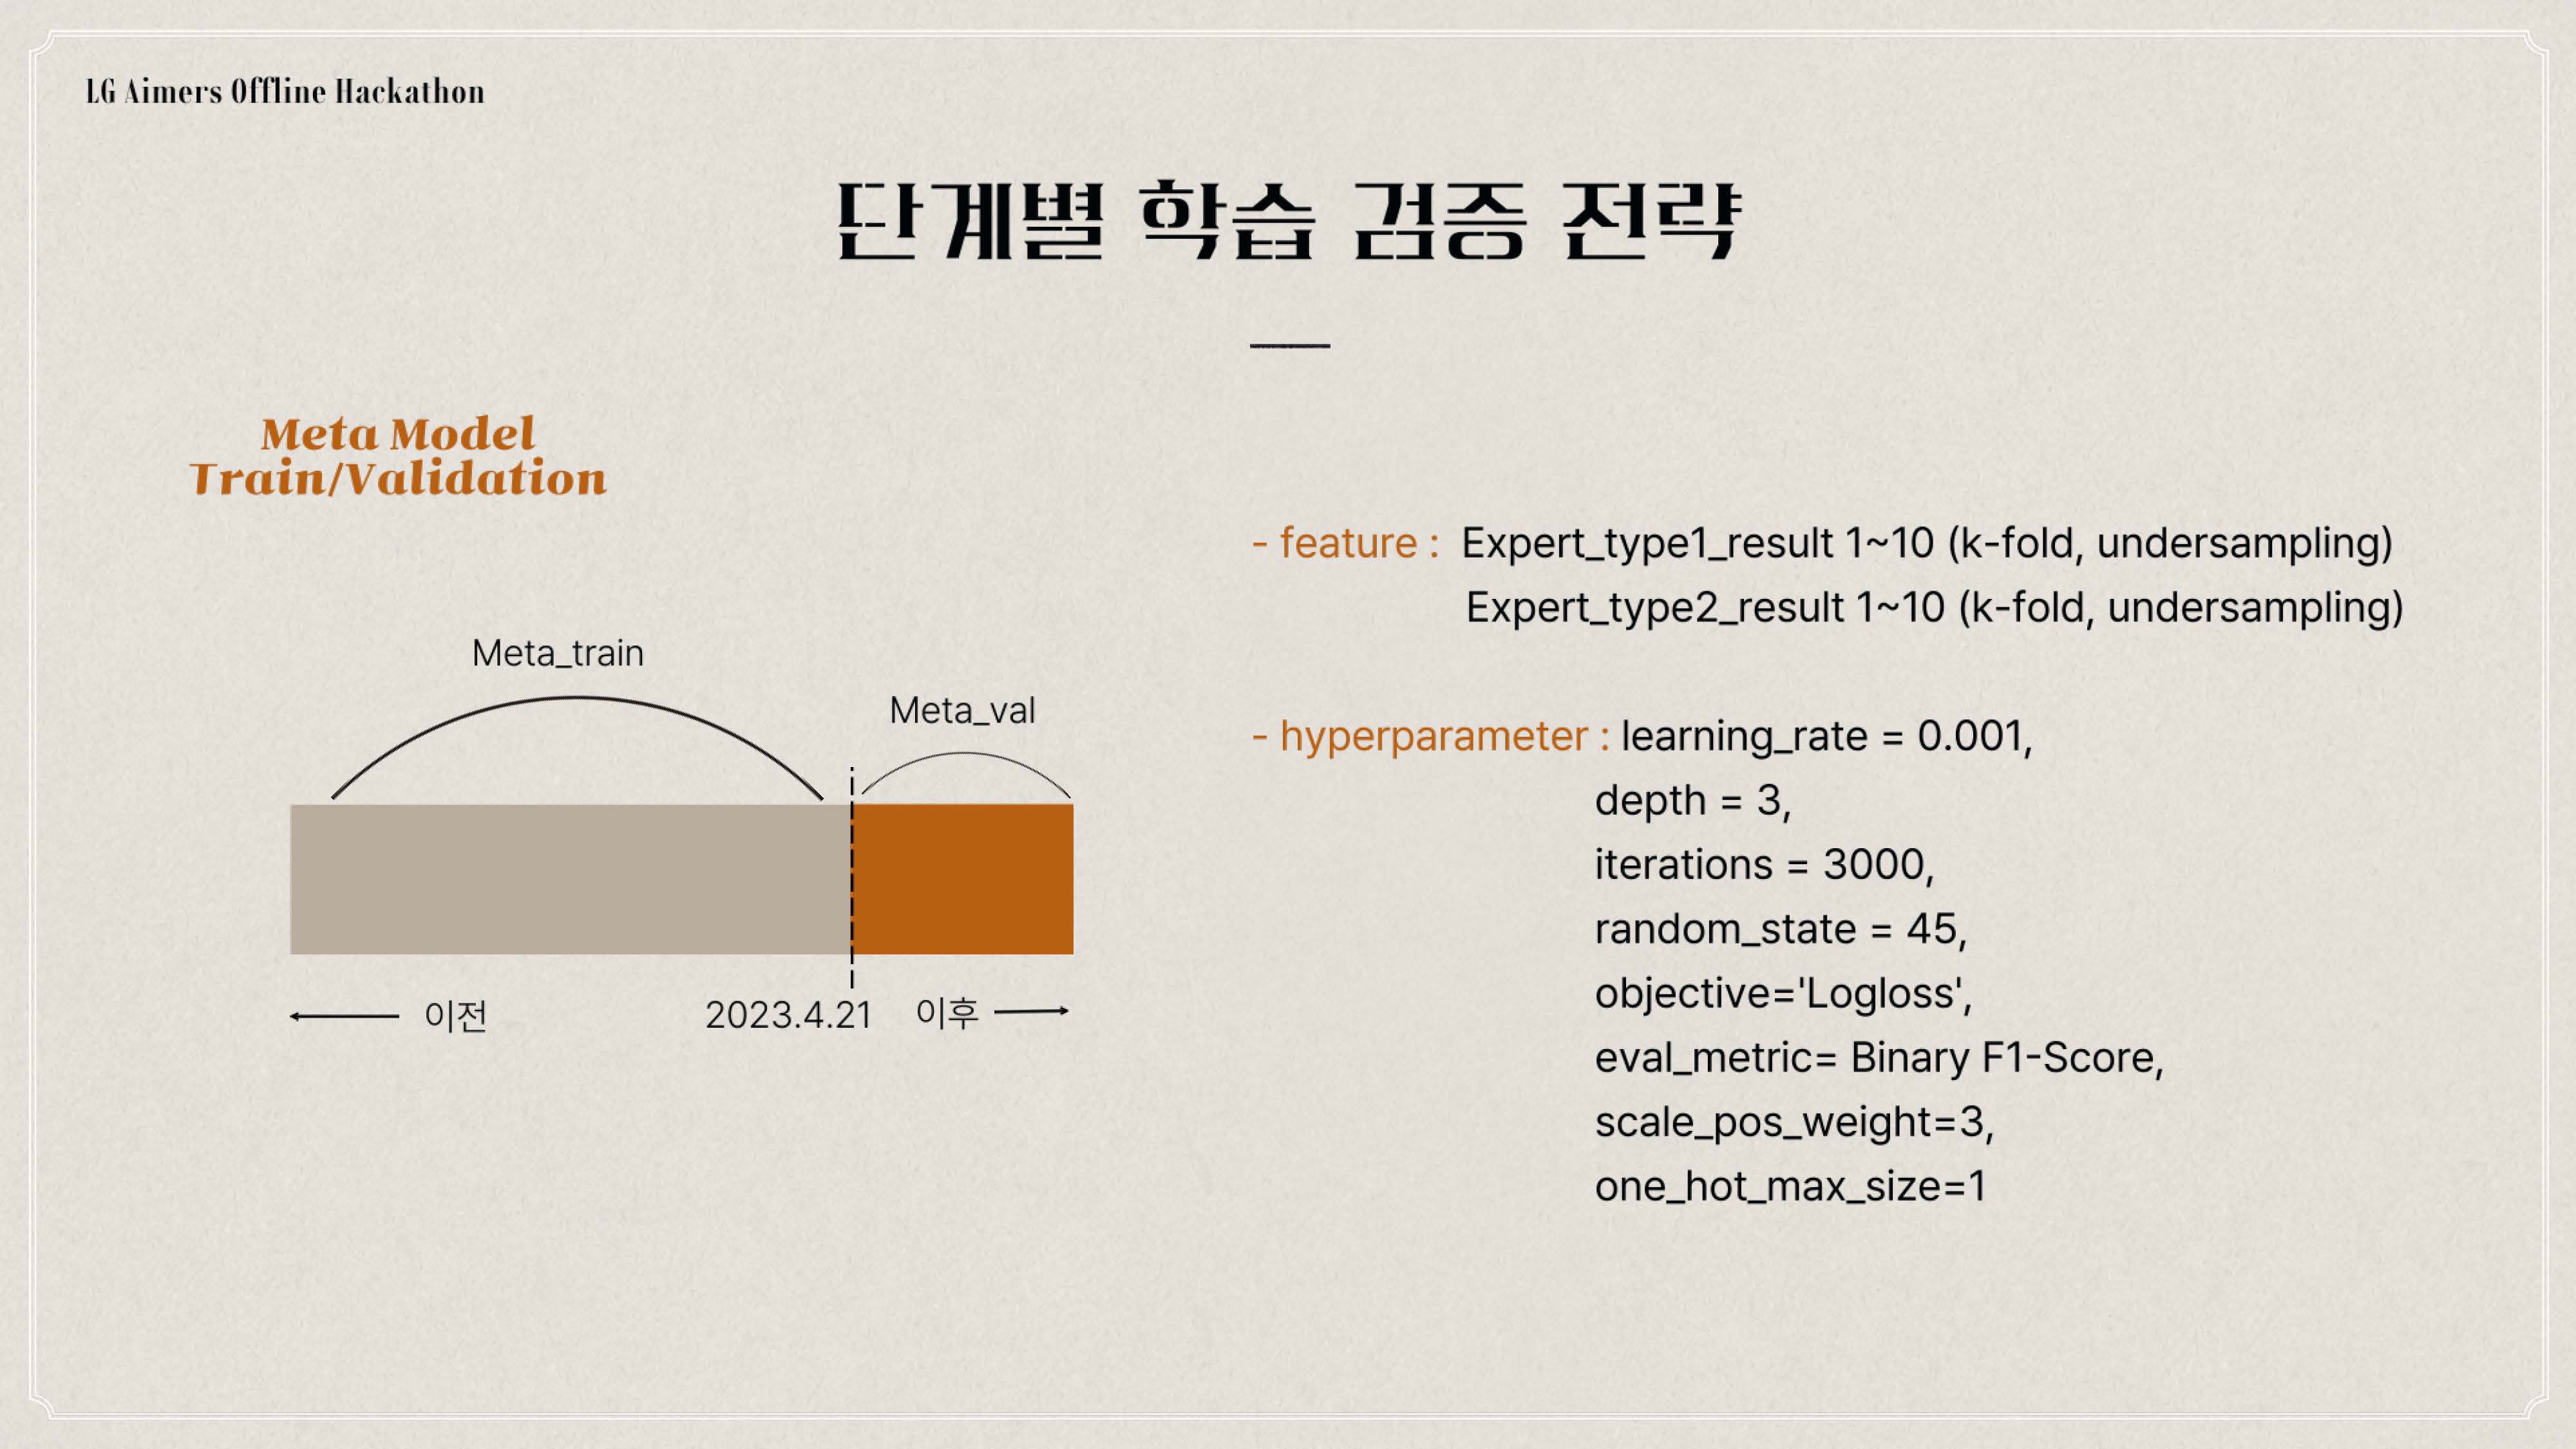 LG Aimers Offline Hackathon
단계별 학습 검증 전략
Meta Model
Train/Validation
Meta_train
Meta_val
이전
2023.4.21
이후
- feature : Expert_type1_result 1~10 (k-fold, undersampling)
Expert_type2_result 1~10 (k-fold, undersampling)
- hyperparameter : learning_rate = 0.001,
depth = 3,
iterations = 3000,
random_state = 45,
objective='Logloss',
eval_metric= Binary F1-Score,
scale_pos_weight=3,
one_hot_max_size=1